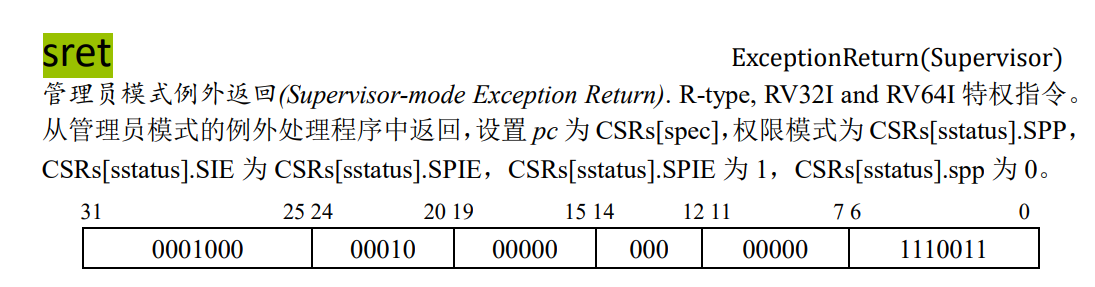 sret ExceptionReturn(Supervisor)
管理员模式例外返回(Supervisor-mode Exception Return). R-type, RV32I and RV64I 特权指令。
从管理员模式的例外处理程序中返回，设置 pc 为 CSRs[spec]，权限模式为 CSRs[sstatus].SPP，
CSRs[sstatus].SIE 为 CSRs[sstatus].SPIE，CSRs[sstatus].SPIE 为 1，CSRs[sstatus].spp 为 0。
31 25 24 20 19 15 14 12 11 7 6 0
0001000 00010 00000 000 00000 1110011